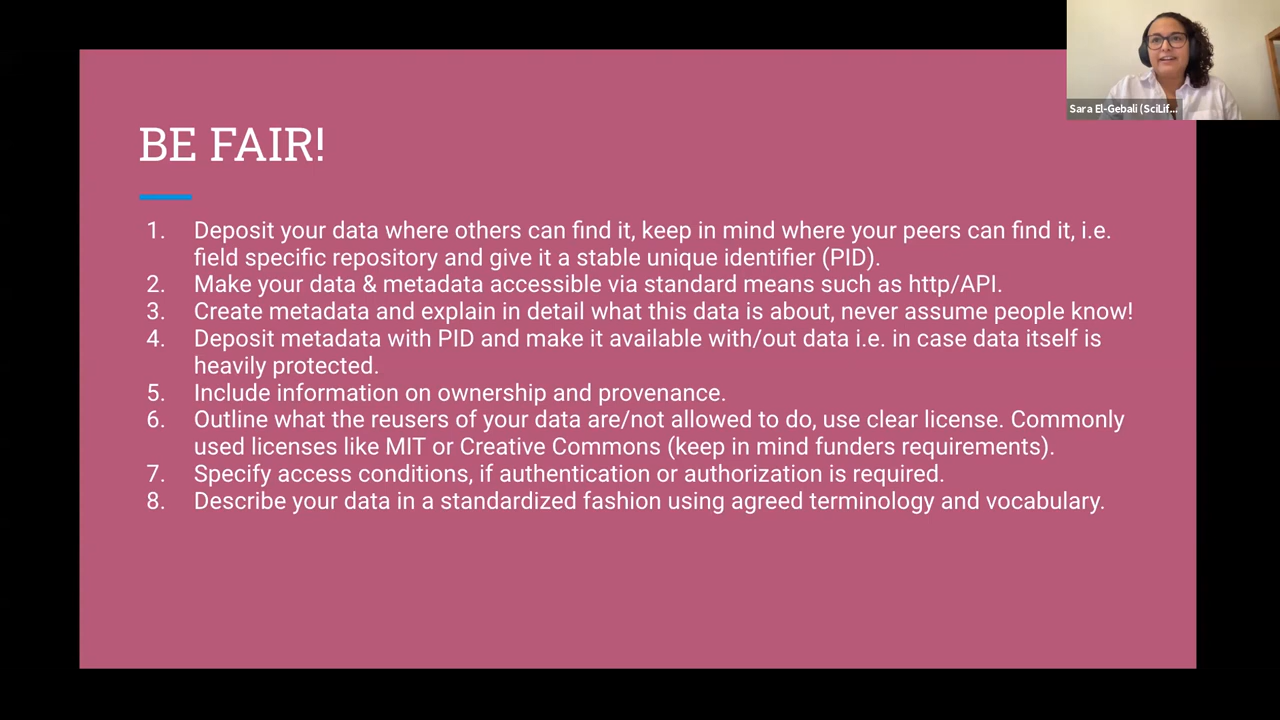 BE FAIR!
1. Deposit your data where others can find it, keep in mind where your peers can find it, i.e.
field specific repository and give it a stable unique identifier (PID).
2. Make your data & metadata accessible via standard means such as http/API.
3. Create metadata and explain in detail what this data is about, never assume people know!
4. Deposit metadata with PID and make it available with/out data i.e. in case data itself is
heavily protected.
5. Include information on ownership and provenance.
6. Outline what the reusers of your data are/not allowed to do, use clear license. Commonly
used licenses like MIT or Creative Commons (keep in mind funders requirements).
7. Specify access conditions, if authentication or authorization is required.
8. Describe your data in a standardized fashion using agreed terminology and vocabulary.
Sara El-Gebali (SciLif...